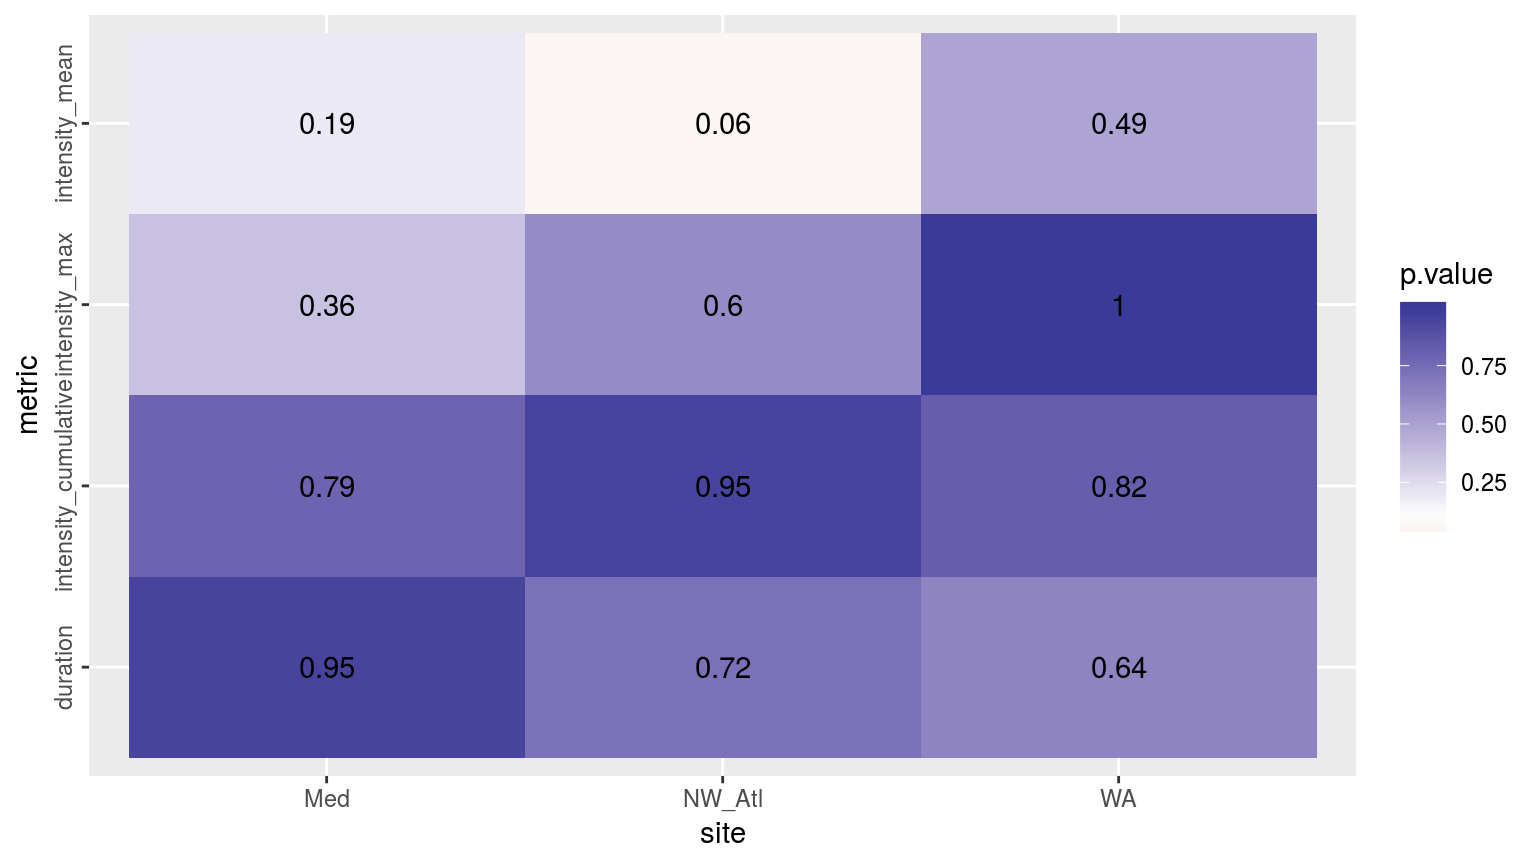 metric
intensity_mean
intensity_max
intensity_cumulative
duration
0.19 0.06 0.49
0.36 0.6 1
0.79 0.95 0.82
0.95 0.72 0.64
Med NW_Atl WA
site
p.value
0.75
0.50
0.25